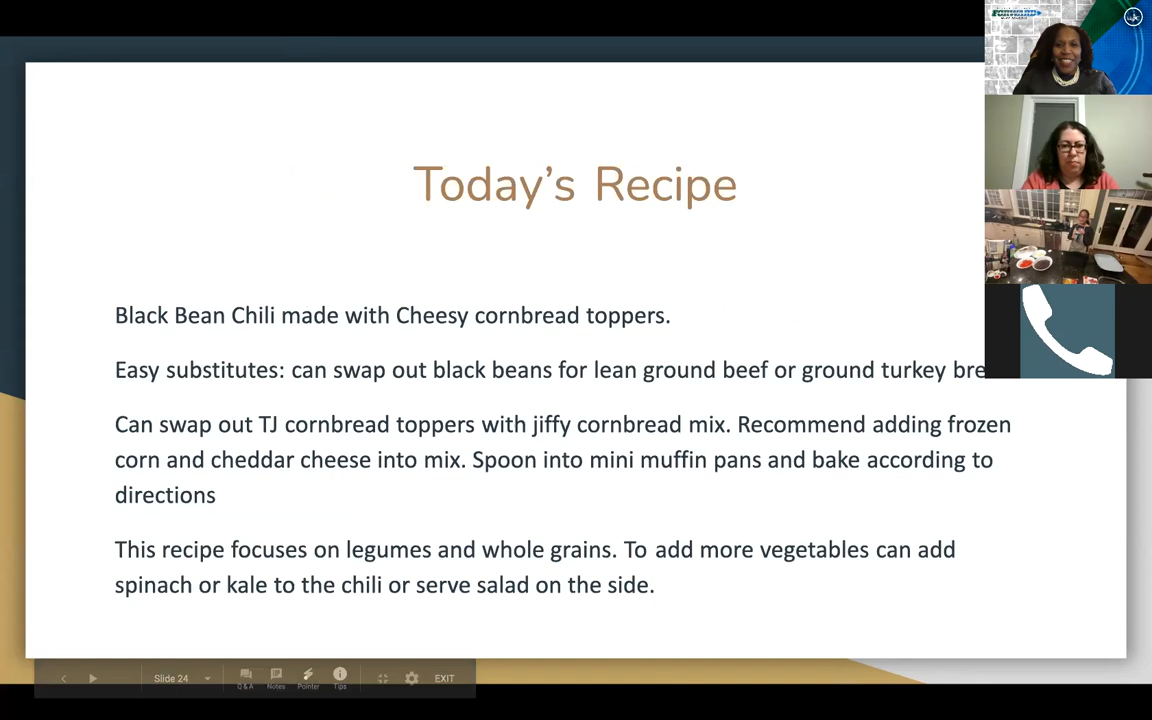 Today's Recipe
Black Bean Chili made with Cheesy cornbread toppers.
Easy substitutes: can swap out black beans for lean ground beef or ground turkey bre
Can swap out TJ cornbread toppers with jiffy cornbread mix. Recommend adding frozen
corn and cheddar cheese into mix. Spoon into mini muffin pans and bake according to
directions
This recipe focuses on legumes and whole grains. To add more vegetables can add
spinach or kale to the chili or serve salad on the side.
Slide 24
Q & A
Notes
Pointer
Tips
EXIT